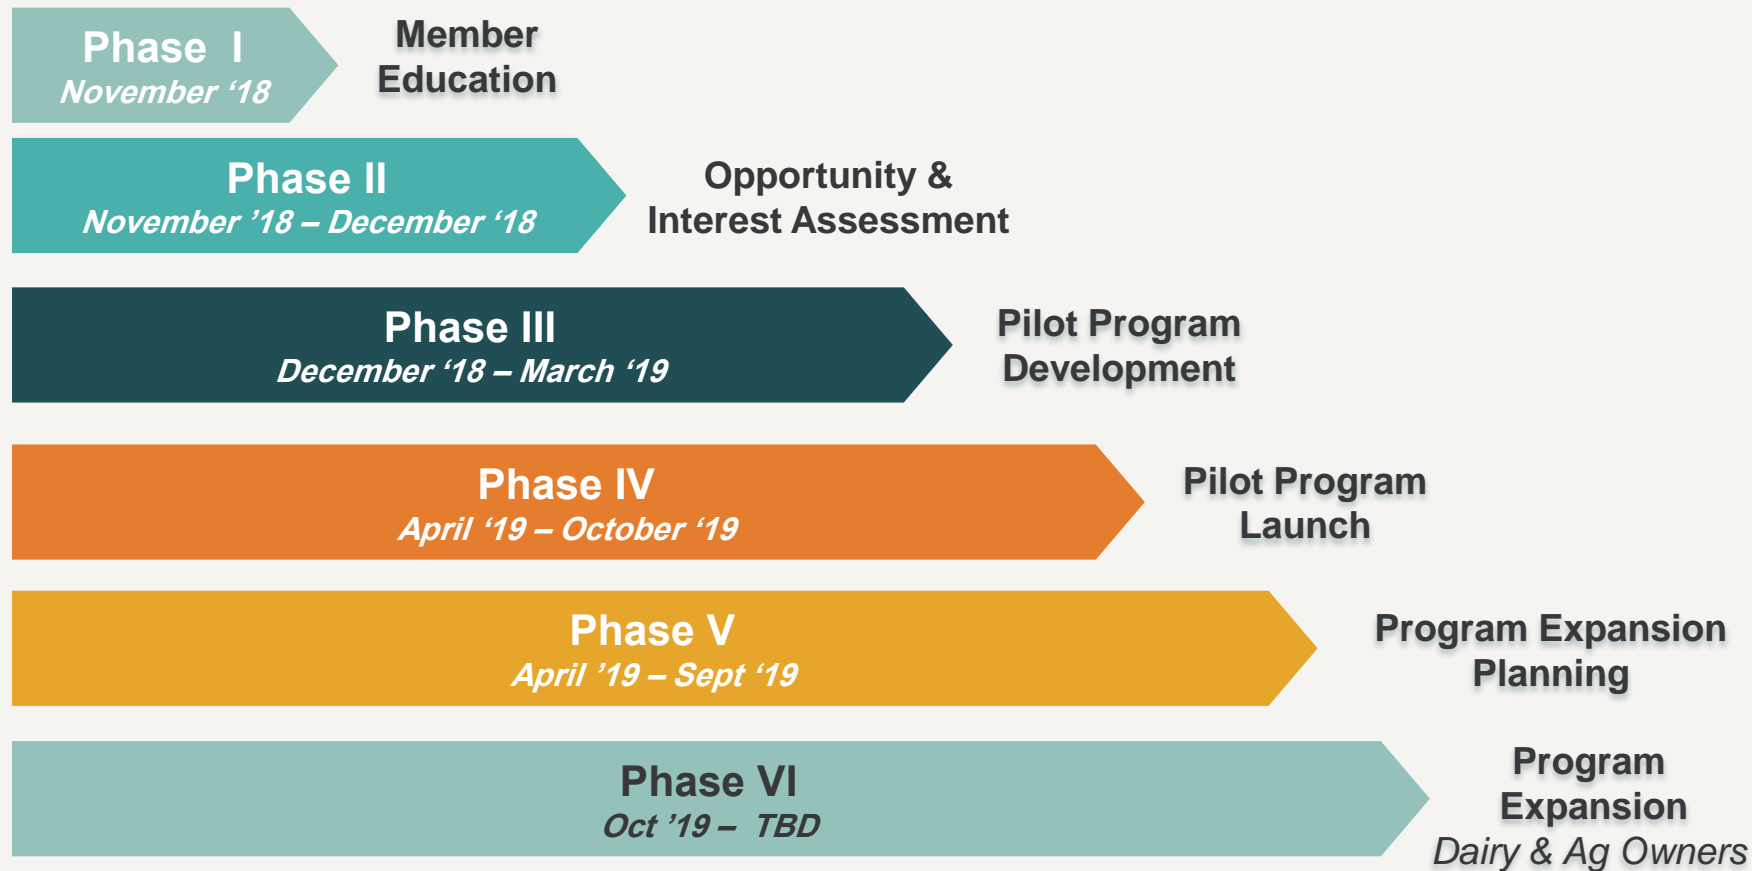 Phase I
November ‘18
Member
Education
Phase II
November ’18 – December ‘18
Opportunity &
Interest Assessment
Phase III
December ‘18 – March ‘19
Pilot Program
Development
Phase IV
April ‘19 – October ‘19
Pilot Program
Launch
Phase V
April ’19 – Sept ‘19
Program Expansion
Planning
Phase VI
Oct ’19 – TBD
Program
Expansion
Dairy & Ag Owners